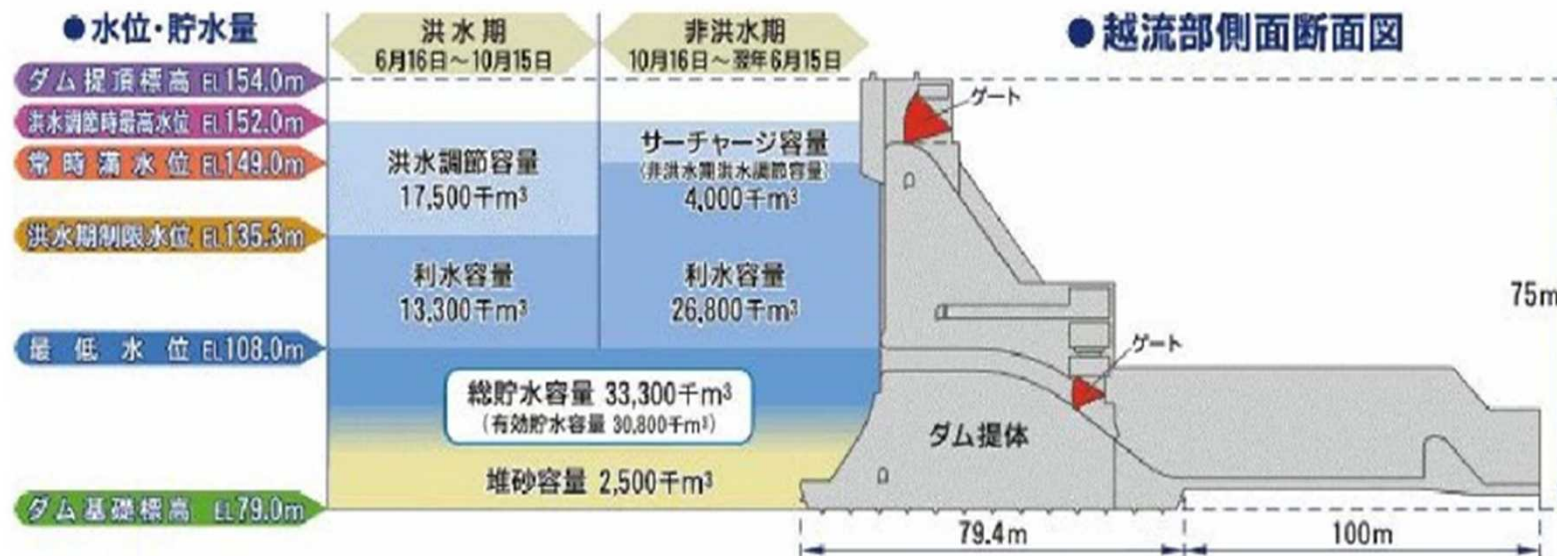 ●水位・貯水量
洪水期
6月16日～10月15日
非洪水期
10月16日～翌年6月15日
●越流部側面断面図
ダム提頂標高 EL154.0m
洪水調節時最高水位 EL152.0m
常時満水位 EL149.0m
洪水期制限水位 EL135.3m
最低水位 EL108.0m
ダム基礎標高 EL79.0m
洪水調節容量
17,500千m³
サーチャージ容量
(非洪水期洪水調節容量)
4,000千m³
利水容量
13,300千m³
利水容量
26,800千m³
総貯水容量 33,300千m³
(有効貯水容量 30,800千m³)
堆砂容量 2,500千m³
ゲート
ゲート
ダム提体
75m
79.4m
100m